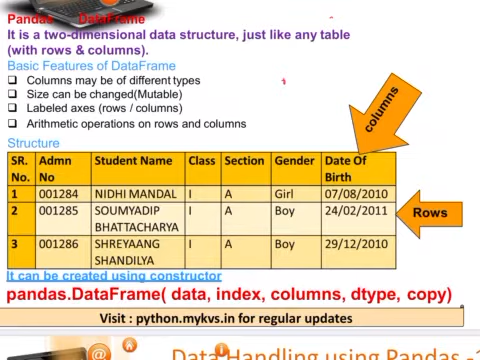 Pandas DataFrame
It is a two-dimensional data structure, just like any table
(with rows & columns).
Basic Features of DataFrame
❑ Columns may be of different types
❑ Size can be changed(Mutable)
❑ Labeled axes (rows / columns)
❑ Arithmetic operations on rows and columns
columns
Structure
SR. No. Admn No Student Name Class Section Gender Date Of Birth
1 001284 NIDHI MANDAL I A Girl 07/08/2010
2 001285 SOUMYADIP BHATTACHARYA I A Boy 24/02/2011
Rows
3 001286 SHREYAANG SHANDILYA I A Boy 29/12/2010
It can be created using constructor
pandas.DataFrame( data, index, columns, dtype, copy)
Visit : python.mykvs.in for regular updates
Data Handling using Pandas -1